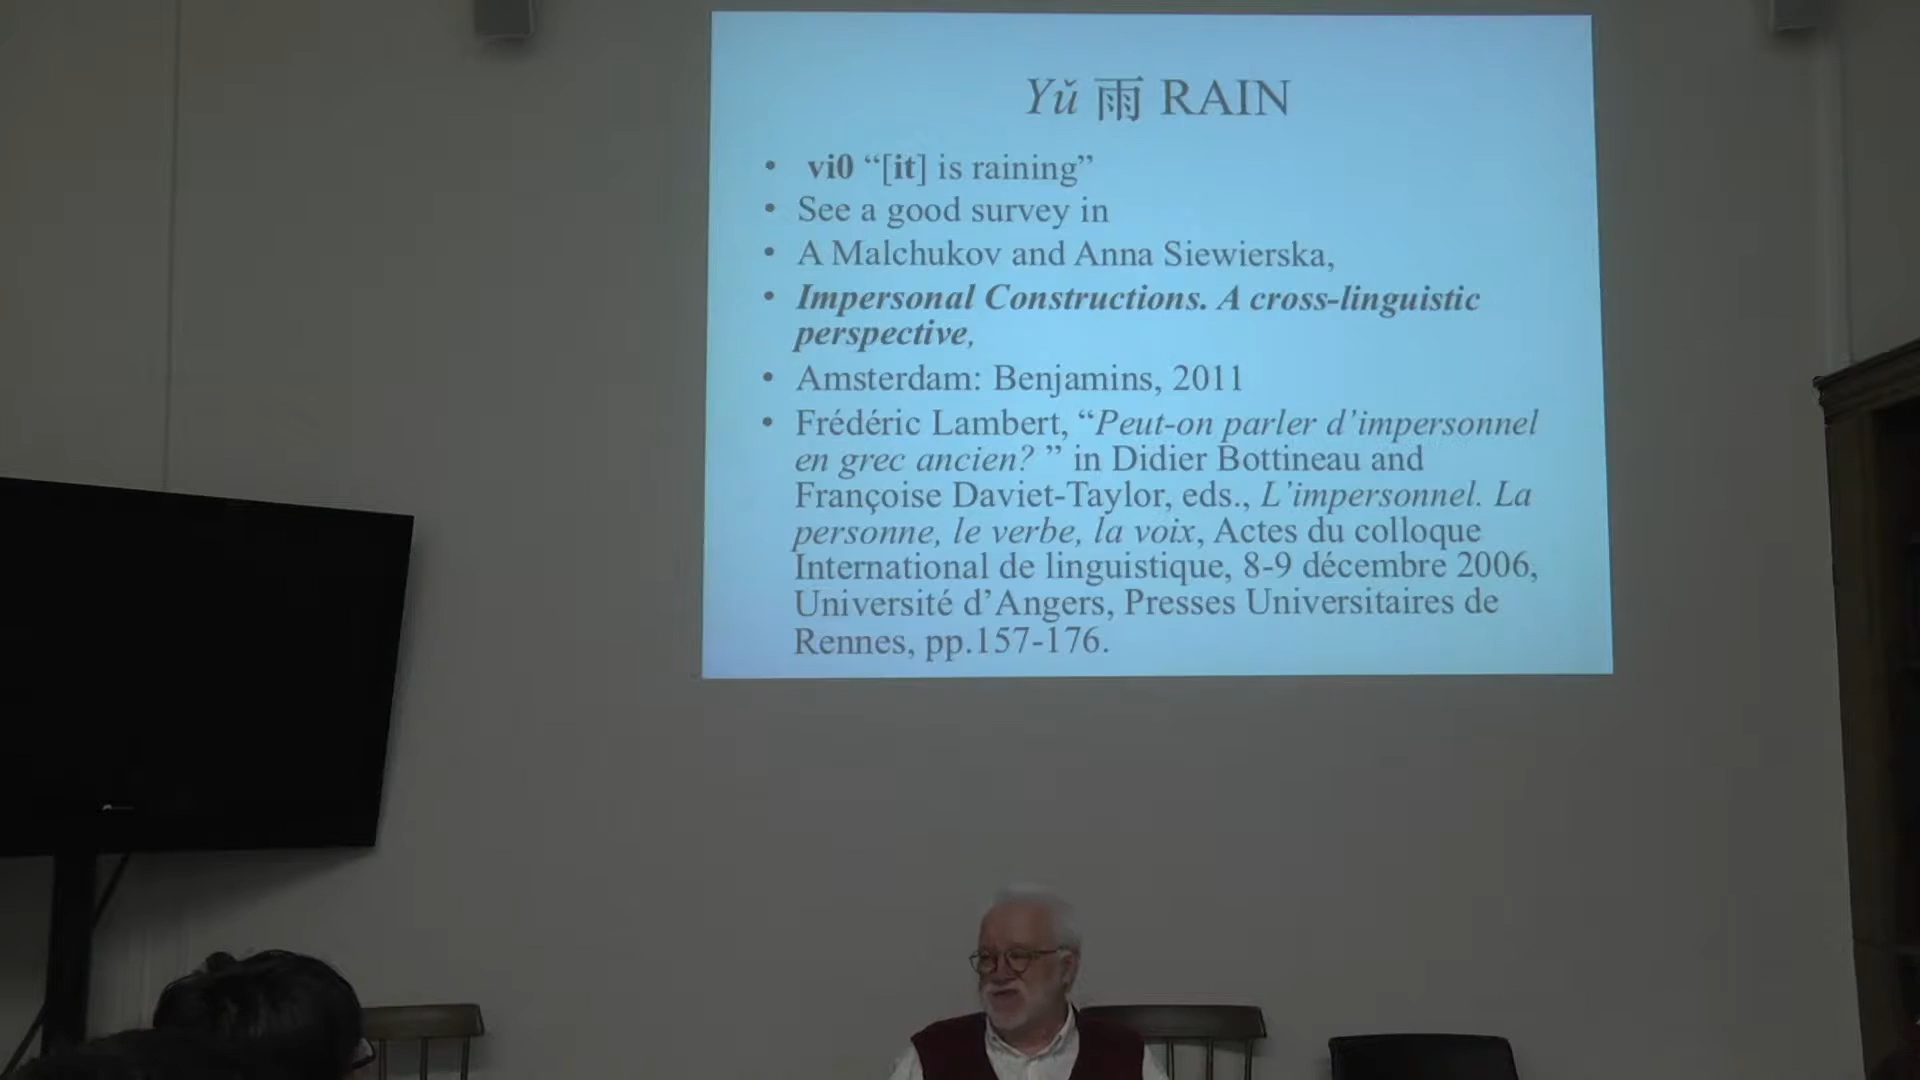 Yǔ 雨 RAIN
• vi0 “[it] is raining”
• See a good survey in
• A Malchukov and Anna Siewierska,
• Impersonal Constructions. A cross-linguistic
perspective,
• Amsterdam: Benjamins, 2011
• Frédéric Lambert, “Peut-on parler d’impersonnel
en grec ancien? ” in Didier Bottineau and
Françoise Daviet-Taylor, eds., L’impersonnel. La
personne, le verbe, la voix, Actes du colloque
International de linguistique, 8-9 décembre 2006,
Université d’Angers, Presses Universitaires de
Rennes, pp.157-176.